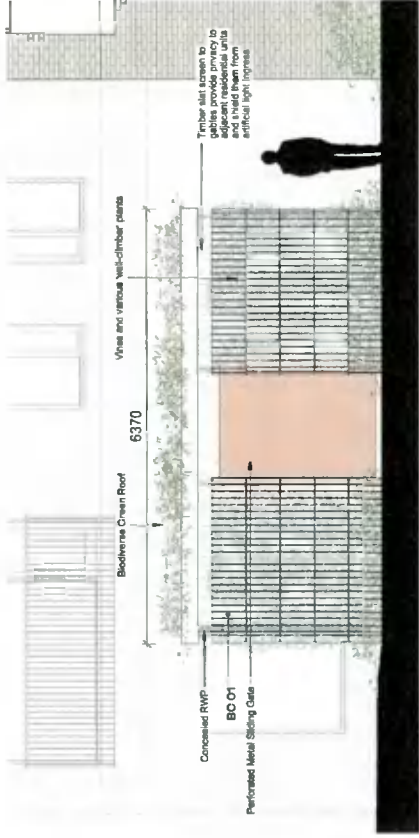 Timber slat screen to
gables provide privacy to
adjacent residential units
and shield them from
artificial light ingress
Vines and various wall-climber plants
6370
Biodiverse Green Roof
Concealed RWP
BC 01
Perforated Metal Sliding Gate